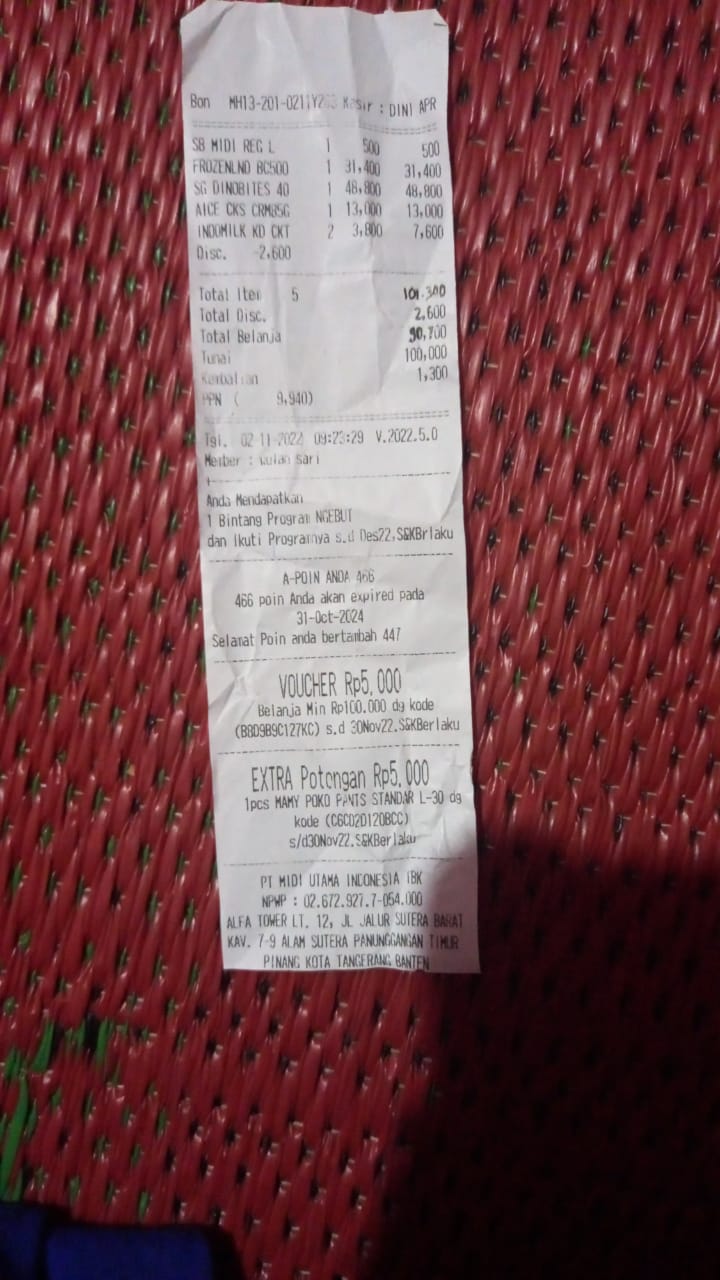 Bon MH13-201-0211Y2 Kasir : DINI APR
SB MIDI REG L 1 500 500
FROZENLND BC500 1 31,400 31,400
SG DINOBITES 40 1 48,800 48,800
AICE CKS CRM85G 1 13,000 13,000
INDOMILK KD CKT 2 3,800 7,600
Disc. -2,600
Total Item 5 101.300
Total Disc. 2,600
Total Belanja 90,700
Tunai 100,000
Kembalian 1,300
PPN ( 9,940)
Tgl. 02-11-2022 09:23:29 V.2022.5.0
Member : wulan sari
Anda Mendapatkan
1 Bintang Program NGEBUT
dan Ikuti Programnya s.d Des22,S&KBrlaku
A-POIN ANDA 466
466 poin Anda akan expired pada
31-Oct-2024
Selamat Poin anda bertambah 447
VOUCHER Rp5,000
Belanja Min Rp100.000 dg kode
(B8D9B9C127KC) s.d 30Nov22.S&KBerlaku
EXTRA Potongan Rp5,000
1pcs MAMY POKO PANTS STANDAR L-30 dg
kode (C6C020120BCC)
s/d30Nov22.S&KBerlaku
PT MIDI UTAMA INDONESIA TBK
NPWP : 02.672.927.7-054.000
ALFA TOWER LT. 12, JL JALUR SUTERA BARAT
KAV. 7-9 ALAM SUTERA PANUNGGANGAN TIMUR
PINANG KOTA TANGERANG BANTEN